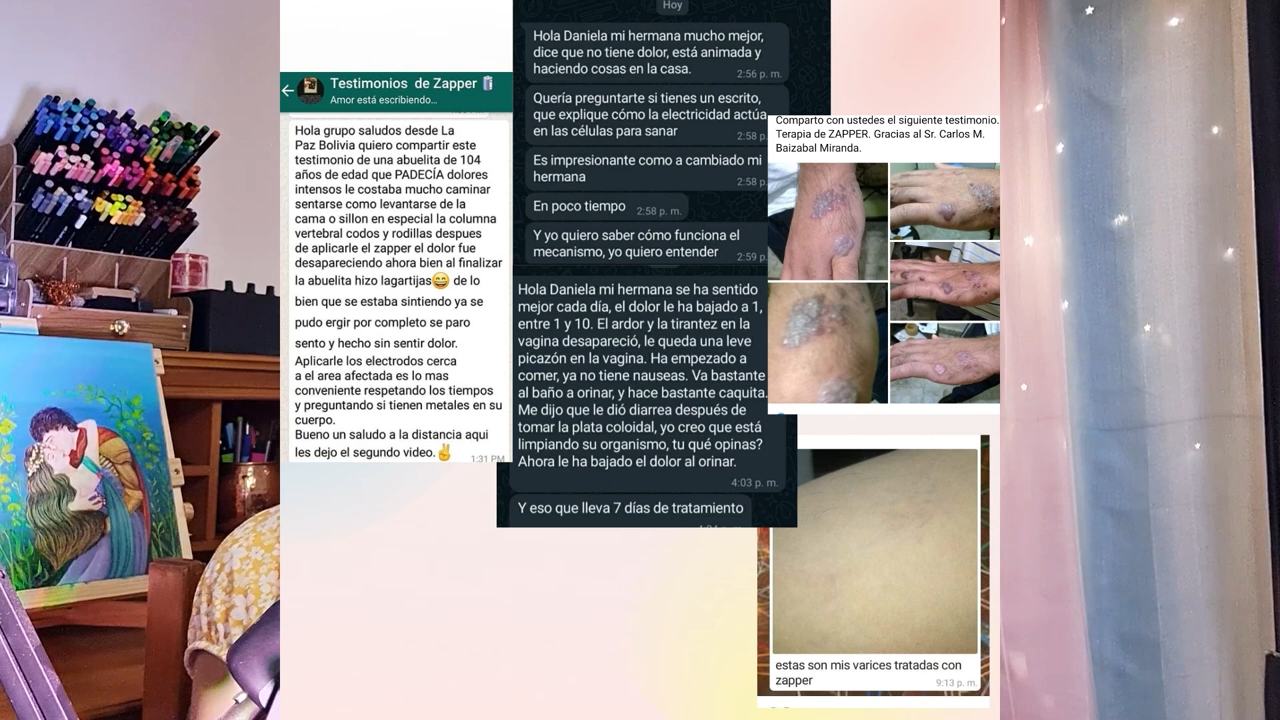 Testimonios de Zapper
Amor está escribiendo...
Hola grupo saludos desde La
Paz Bolivia quiero compartir este
testimonio de una abuelita de 104
años de edad que PADECÍA dolores
intensos le costaba mucho caminar
sentarse como levantarse de la
cama o sillon en especial la columna
vertebral codos y rodillas despues
de aplicarle el zapper el dolor fue
desapareciendo ahora bien al finalizar
la abuelita hizo lagartijas😄 de lo
bien que se estaba sintiendo ya se
pudo ergir por completo se paro
sento y hecho sin sentir dolor.
Aplicarle los electrodos cerca
a el area afectada es lo mas
conveniente respetando los tiempos
y preguntando si tienen metales en su
cuerpo.
Bueno un saludo a la distancia aqui
les dejo el segundo video.✌
1:31 PM
Hoy
Hola Daniela mi hermana mucho mejor,
dice que no tiene dolor, está animada y
haciendo cosas en la casa.
2:56 p. m.
Quería preguntarte si tienes un escrito,
que explique cómo la electricidad actúa
en las células para sanar
2:58 p.
Es impresionante como a cambiado mi
hermana
2:58 p.
En poco tiempo
2:58 p. m.
Y yo quiero saber cómo funciona el
mecanismo, yo quiero entender
2:59 p.
Hola Daniela mi hermana se ha sentido
mejor cada día, el dolor le ha bajado a 1,
entre 1 y 10. El ardor y la tirantez en la
vagina desapareció, le queda una leve
picazón en la vagina. Ha empezado a
comer, ya no tiene nauseas. Va bastante
al baño a orinar, y hace bastante caquita.
Me dijo que le dió diarrea después de
tomar la plata coloidal, yo creo que está
limpiando su organismo, tu qué opinas?
Ahora le ha bajado el dolor al orinar.
4:03 p. m.
Y eso que lleva 7 días de tratamiento
Comparto con ustedes el siguiente testimonio.
Terapia de ZAPPER. Gracias al Sr. Carlos M.
Baizabal Miranda.
estas son mis varices tratadas con
zapper
9:13 p. m.